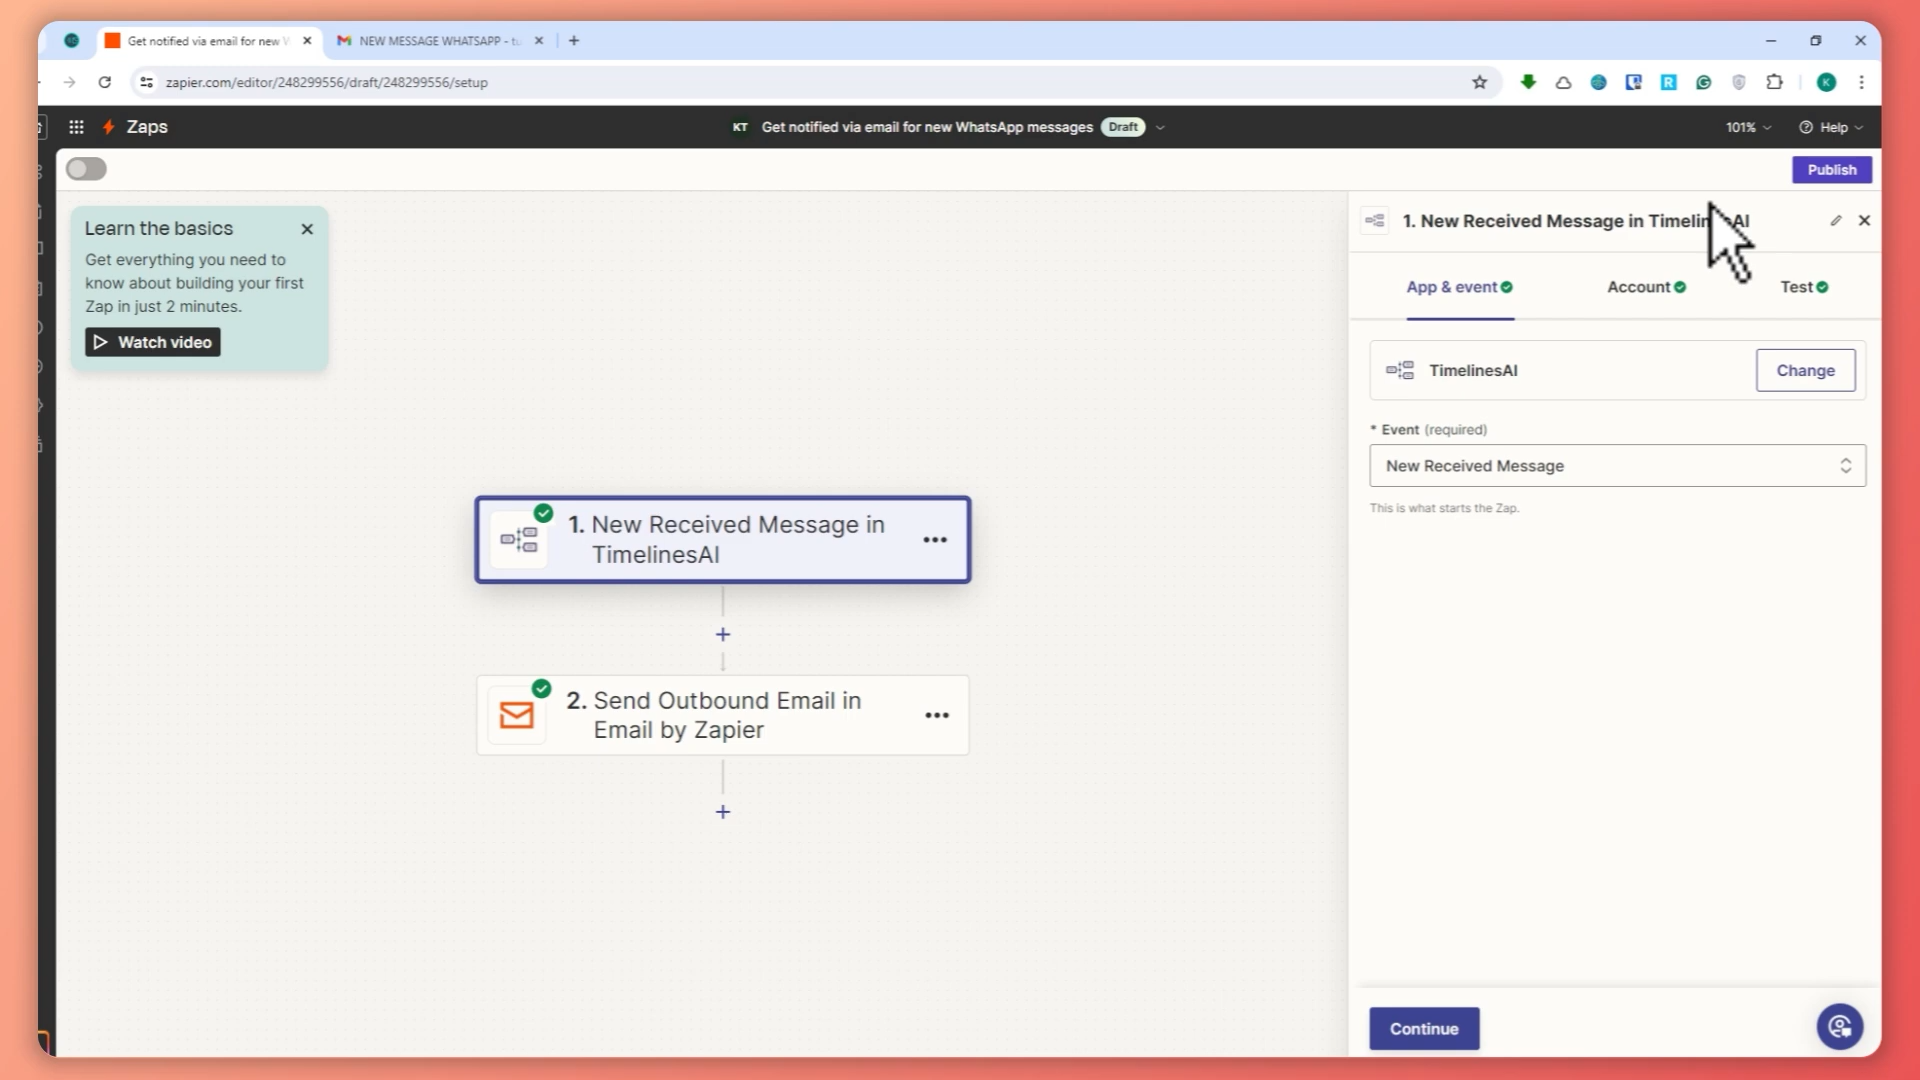 Get notified via email for new W
NEW MESSAGE WHATSAPP - tu
zapier.com/editor/248299556/draft/248299556/setup
R
K
Zaps
KT Get notified via email for new WhatsApp messages Draft
101%
Help
Publish
Learn the basics
Get everything you need to
know about building your first
Zap in just 2 minutes.
Watch video
1. New Received Message in
TimelinesAI
2. Send Outbound Email in
Email by Zapier
1. New Received Message in TimelinesAI
App & event
Account
Test
TimelinesAI
Change
* Event (required)
New Received Message
This is what starts the Zap.
Continue